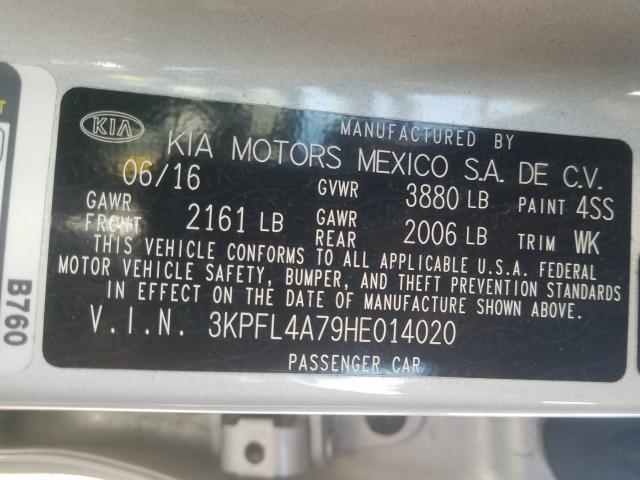 MANUFACTURED BY
KIA KIA MOTORS MEXICO S.A. DE C.V.
06/16 GVWR 3880 LB PAINT 4SS
GAWR FRONT 2161 LB GAWR REAR 2006 LB TRIM WK
THIS VEHICLE CONFORMS TO ALL APPLICABLE U.S.A. FEDERAL
MOTOR VEHICLE SAFETY, BUMPER, AND THEFT PREVENTION STANDARDS
IN EFFECT ON THE DATE OF MANUFACTURE SHOWN ABOVE.
V.I.N. 3KPFL4A79HE014020
PASSENGER CAR
B760